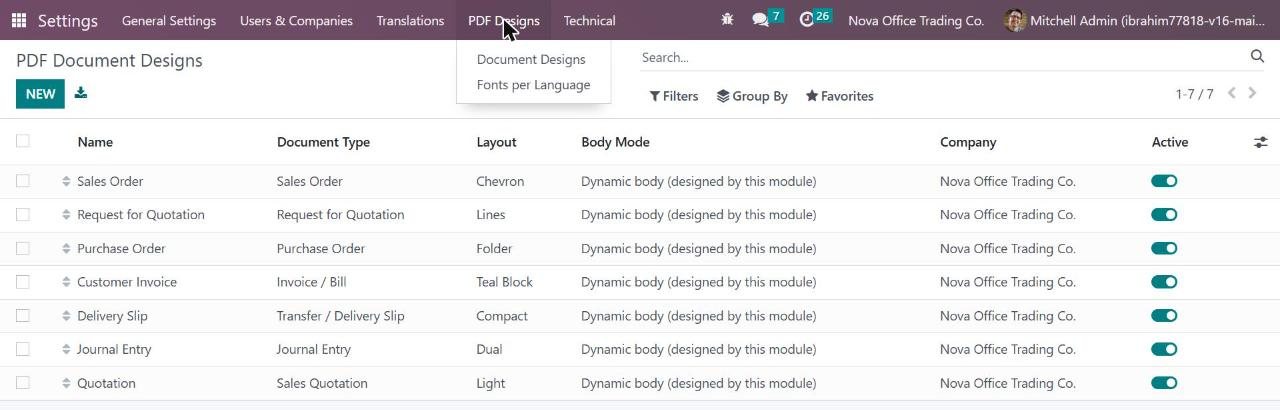 Settings General Settings Users & Companies Translations PDF Designs Technical 7 26 Nova Office Trading Co. Mitchell Admin (ibrahim77818-v16-mai...
PDF Document Designs
Document Designs
Fonts per Language
Search...
NEW
Filters Group By Favorites 1-7 / 7
Name Document Type Layout Body Mode Company Active
Sales Order Sales Order Chevron Dynamic body (designed by this module) Nova Office Trading Co.
Request for Quotation Request for Quotation Lines Dynamic body (designed by this module) Nova Office Trading Co.
Purchase Order Purchase Order Folder Dynamic body (designed by this module) Nova Office Trading Co.
Customer Invoice Invoice / Bill Teal Block Dynamic body (designed by this module) Nova Office Trading Co.
Delivery Slip Transfer / Delivery Slip Compact Dynamic body (designed by this module) Nova Office Trading Co.
Journal Entry Journal Entry Dual Dynamic body (designed by this module) Nova Office Trading Co.
Quotation Sales Quotation Light Dynamic body (designed by this module) Nova Office Trading Co.